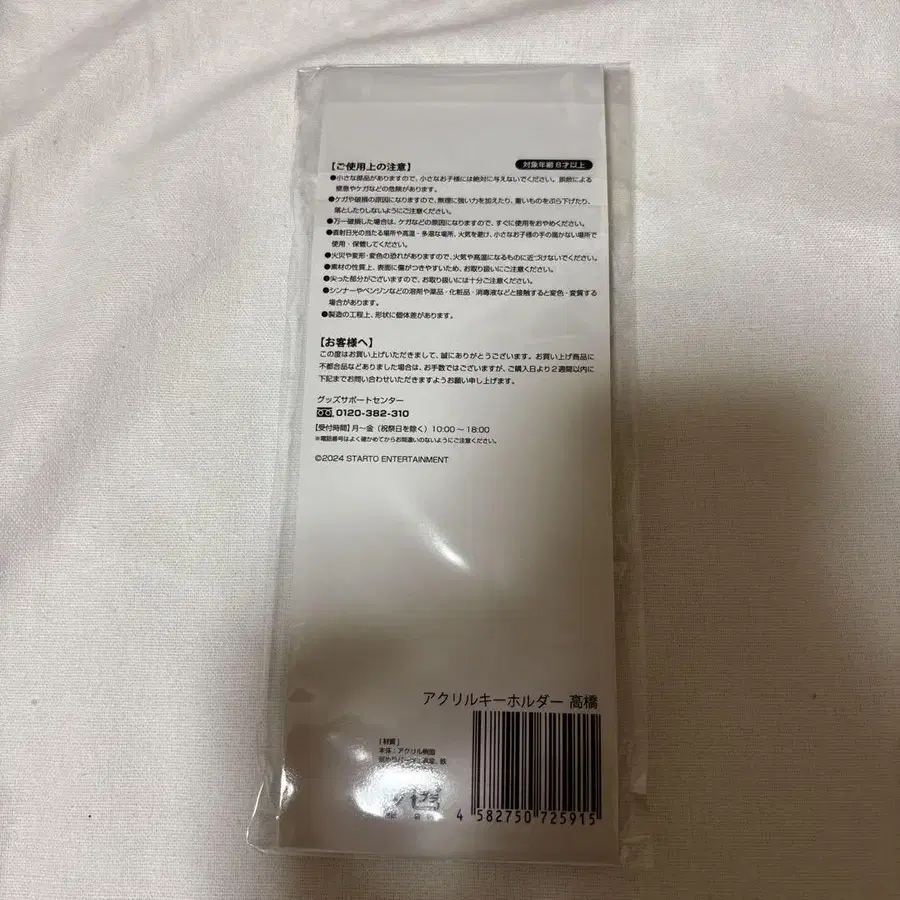 【ご使用上の注意】
対象年齢6才以上
●小さな部品がありますので、小さなお子様には絶対に与えないでください。誤飲による
窒息やケガなどの危険があります。
●ケガや破損の原因になりますので、無理に強い力を加えたり、重いものをぶら下げたり、
落としたりしないようにご注意ください。
●万一破損した場合は、ケガなどの原因になりますので、すぐに使用をおやめください。
●直射日光の当たる場所や高温・多湿な場所、火気を避け、小さなお子様の手の届かない場所で
使用・保管してください。
●火災や変形・変色の恐れがありますので、火気や高温になるものに近づけないでください。
●素材の性質上、表面に傷がつきやすいため、お取り扱いにご注意ください。
●尖った部分がございますので、お取り扱いには十分ご注意ください。
●シンナーやベンジンなどの溶剤や薬品・化粧品・消毒液などと接触すると変色・変質する
場合があります。
●製造の工程上、形状に個体差があります。
【お客様へ】
この度はお買い上げいただきまして、誠にありがとうございます。お買い上げ商品に
不都合品などありました場合は、お手数ではございますが、ご購入日より2週間以内に
下記までお問い合わせいただきますようお願い申し上げます。
グッズサポートセンター
0120-382-310
【受付時間】月〜金（祝祭日を除く）10:00〜18:00
※電話番号はよく確かめてからお間違いのないようにご注意ください。
©2024 STARTO ENTERTAINMENT
アクリルキーホルダー 高橋
[材質]
本体：アクリル樹脂
留め具パーツ：亜鉛、鉄
プラ
4 582750 725915